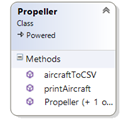 Propeller
Class
Powered
Methods
aircraftToCSV
printAircraft
Propeller (+ 1 o...